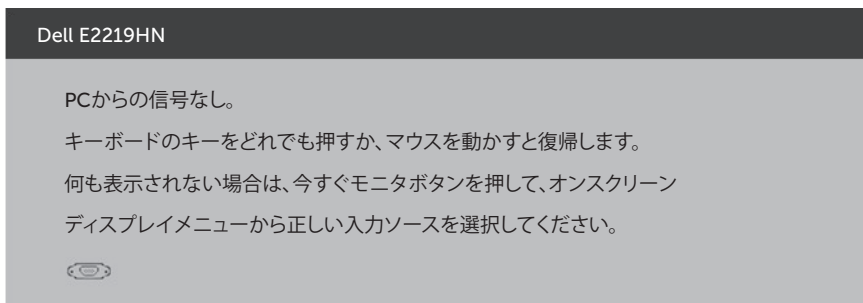 Dell E2219HN
PCからの信号なし。
キーボードのキーをどれでも押すか、マウスを動かすと復帰します。
何も表示されない場合は、今すぐモニタボタンを押して、オンスクリーン
ディスプレイメニューから正しい入力ソースを選択してください。